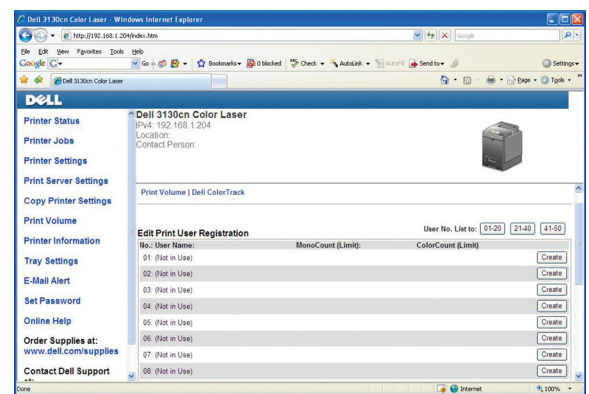 Dell 3130cn Color Laser - Windows Internet Explorer
http://192.168.1.204/index.htm
Google
File Edit View Favorites Tools Help
Google G Go Bookmarks 0 blocked Check AutoLink AutoFill Send to Settings
Dell 3130cn Color Laser
Page Tools
DELL
Printer Status
Printer Jobs
Printer Settings
Print Server Settings
Copy Printer Settings
Print Volume
Printer Information
Tray Settings
E-Mail Alert
Set Password
Online Help
Order Supplies at:
www.dell.com/supplies
Contact Dell Support
Dell 3130cn Color Laser
IPv4: 192.168.1.204
Location:
Contact Person:
Print Volume | Dell ColorTrack
Edit Print User Registration
User No. List to: 01-20 21-40 41-50
No.: User Name: MonoCount (Limit): ColorCount (Limit)
01: (Not in Use) Create
02: (Not in Use) Create
03: (Not in Use) Create
04: (Not in Use) Create
05: (Not in Use) Create
06: (Not in Use) Create
07: (Not in Use) Create
08: (Not in Use) Create
Done Internet 100%